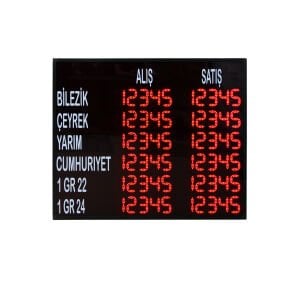 ALIŞ SATIŞ
BİLEZİK 12345 12345
ÇEYREK 12345 12345
YARIM 12345 12345
CUMHURIYET 12345 12345
1 GR 22 12345 12345
1 GR 24 12345 12345